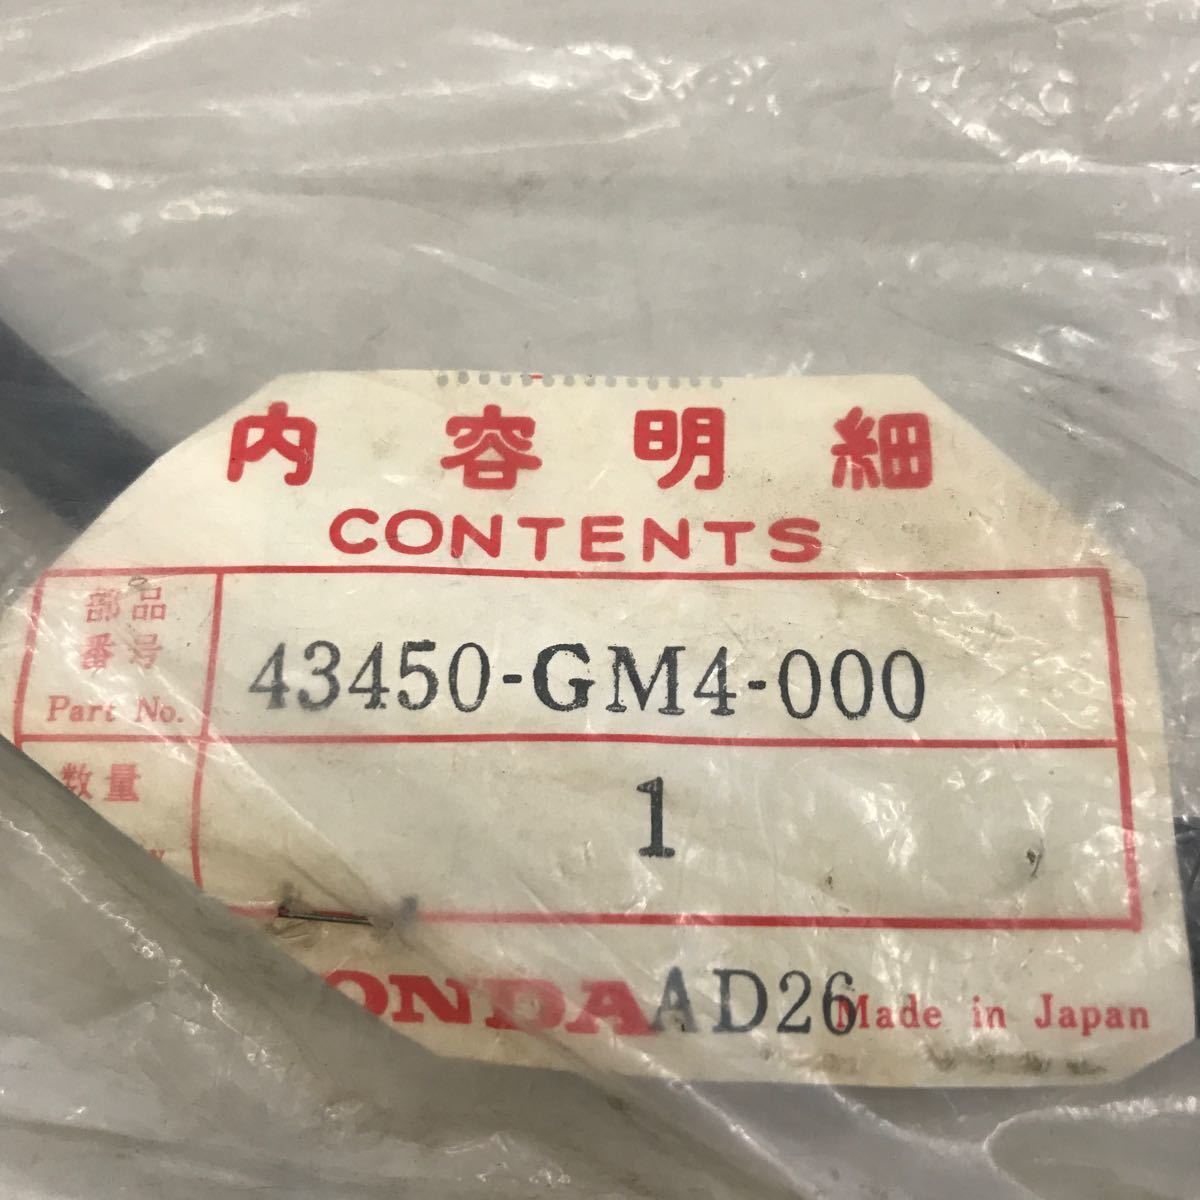 内容明細
CONTENTS
部品
番号
Part No.
43450-GM4-000
数量
1
HONDA AD26 Made in Japan